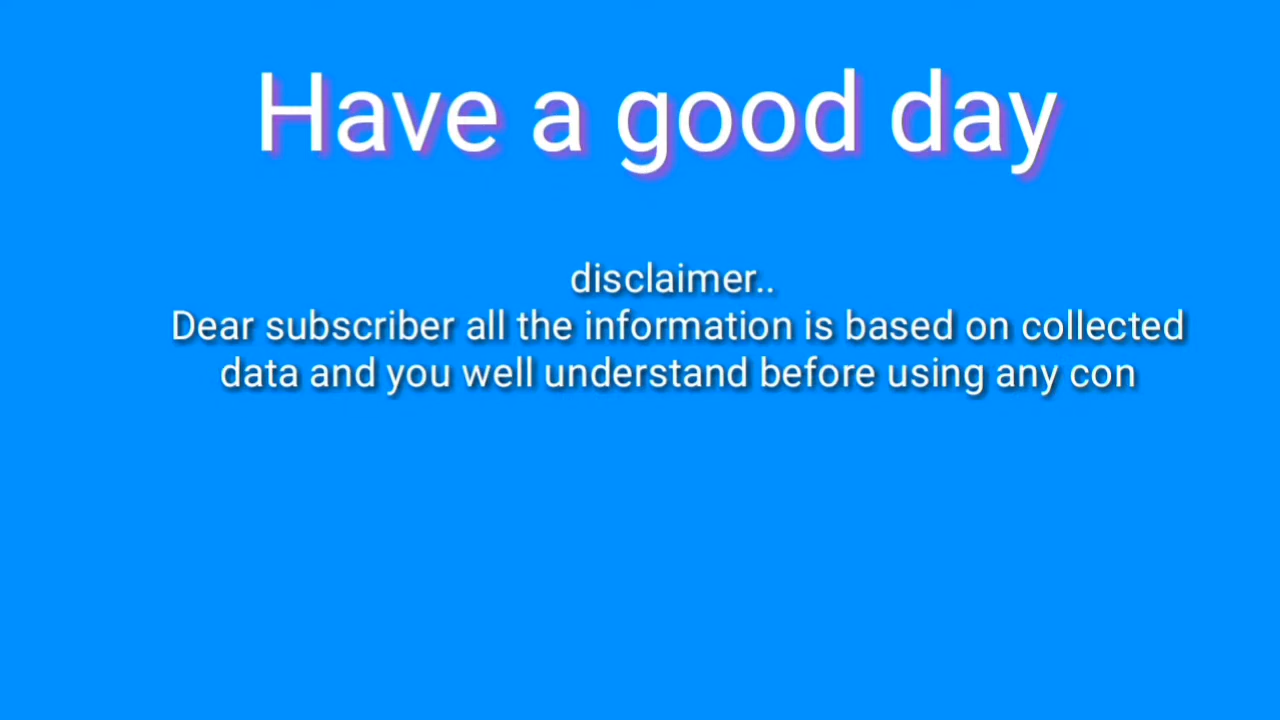 Have a good day
disclaimer..
Dear subscriber all the information is based on collected
data and you well understand before using any con